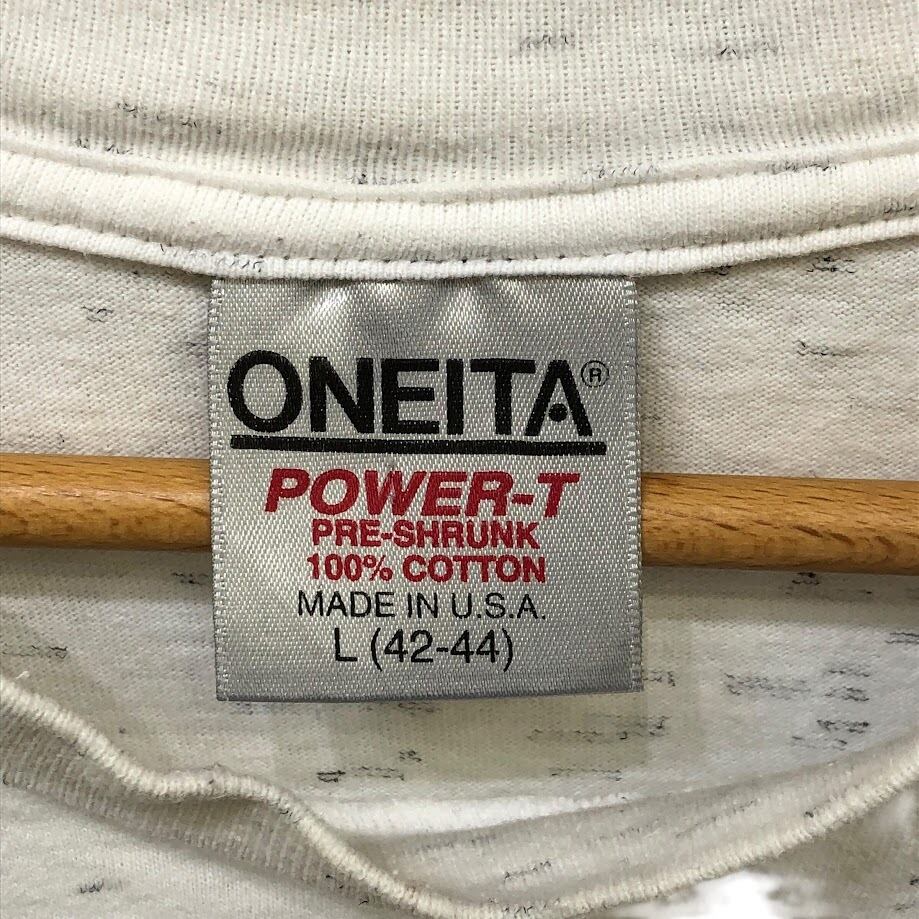 ONEITA®
POWER-T
PRE-SHRUNK
100% COTTON
MADE IN U.S.A.
L (42-44)